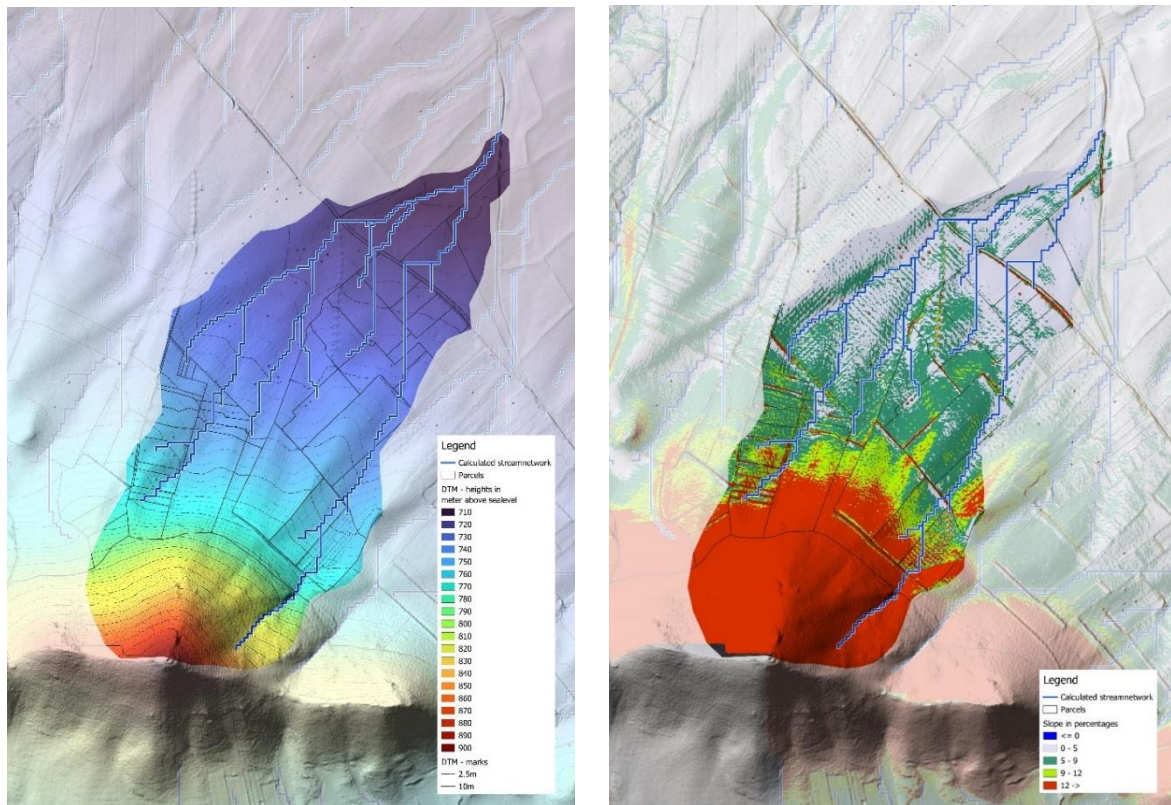 Legend
Calculated streamnetwork
Parcels
DTM - heights in
meter above sealevel
710
720
730
740
750
760
770
780
790
800
810
820
830
840
850
860
870
880
890
900
DTM - marks
2.5m
10m
Legend
Calculated streamnetwork
Parcels
Slope in percentages
<= 0
0 - 5
5 - 9
9 - 12
12 ->